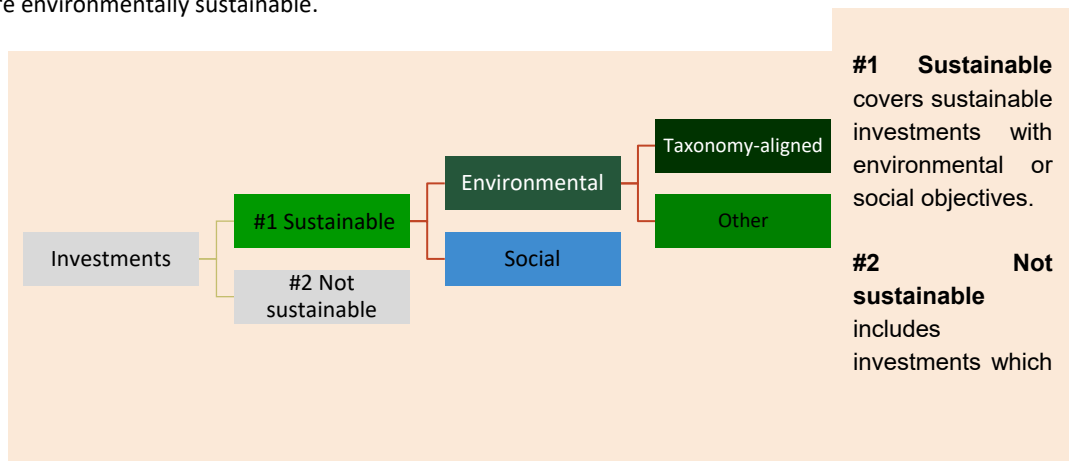 re environmentally sustainable.
#1 Sustainable
covers sustainable
investments with
environmental or
social objectives.
#2 Not
sustainable
includes
investments which
Investments
#1 Sustainable
#2 Not
sustainable
Environmental
Social
Taxonomy-aligned
Other